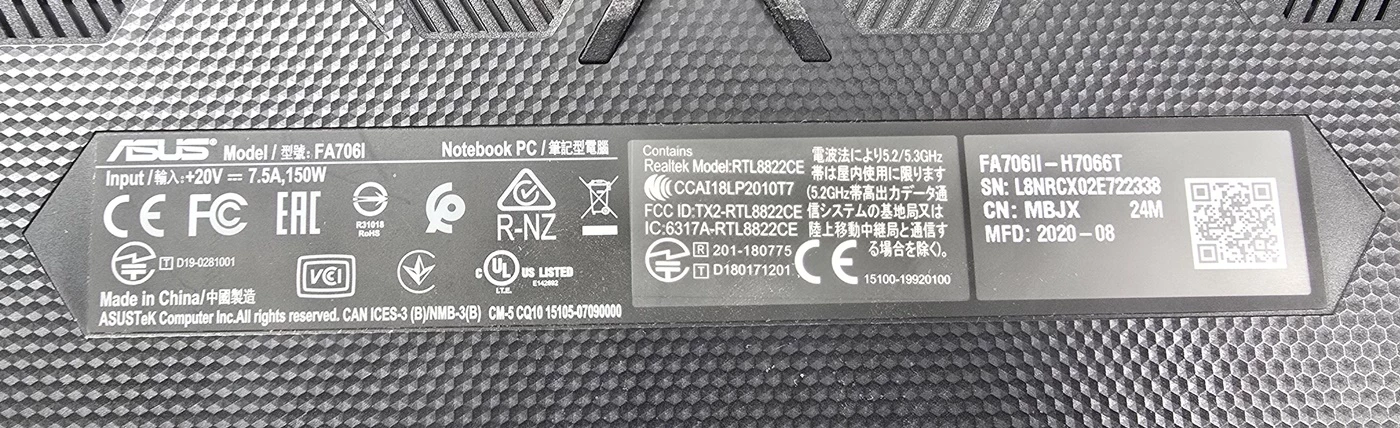 ASUS Model / 型號: FA706I Notebook PC / 筆記型電腦
Input / 輸入: +20V 7.5A, 150W
CE FC EAC
R31018
RoHS
R-NZ
T D19-0281001
VCI
C UL US LISTED
I.T.E. E142692
Made in China/中國製造
ASUSTeK Computer Inc.All rights reserved. CAN ICES-3 (B)/NMB-3(B) CM-5 CQ10 15105-07090000
Contains
Realtek Model:RTL8822CE
CCAI18LP2010T7
FCC ID:TX2-RTL8822CE
IC:6317A-RTL8822CE
R 201-180775
T D180171201
CE
電波法により5.2/5.3GHz
帯は屋内使用に限ります
(5.2GHz帯高出力データ通
信システムの基地局又は
陸上移動中継局と通信す
る場合を除く)。
15100-19920100
FA706II-H7066T
SN: L8NRCX02E722338
CN: MBJX 24M
MFD: 2020-08